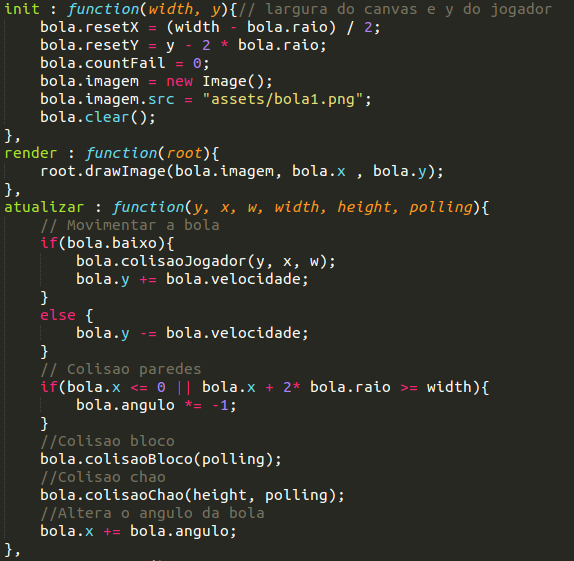 init : function(width, y){// largura do canvas e y do jogador
    bola.resetX = (width - bola.raio) / 2;
    bola.resetY = y - 2 * bola.raio;
    bola.countFail = 0;
    bola.imagem = new Image();
    bola.imagem.src = "assets/bola1.png";
    bola.clear();
},
render : function(root){
    root.drawImage(bola.imagem, bola.x , bola.y);
},
atualizar : function(y, x, w, width, height, polling){
    // Movimentar a bola
    if(bola.baixo){
        bola.colisaoJogador(y, x, w);
        bola.y += bola.velocidade;
    }
    else {
        bola.y -= bola.velocidade;
    }
    // Colisao paredes
    if(bola.x <= 0 || bola.x + 2* bola.raio >= width){
        bola.angulo *= -1;
    }
    //Colisao bloco
    bola.colisaoBloco(polling);
    //Colisao chao
    bola.colisaoChao(height, polling);
    //Altera o angulo da bola
    bola.x += bola.angulo;
},